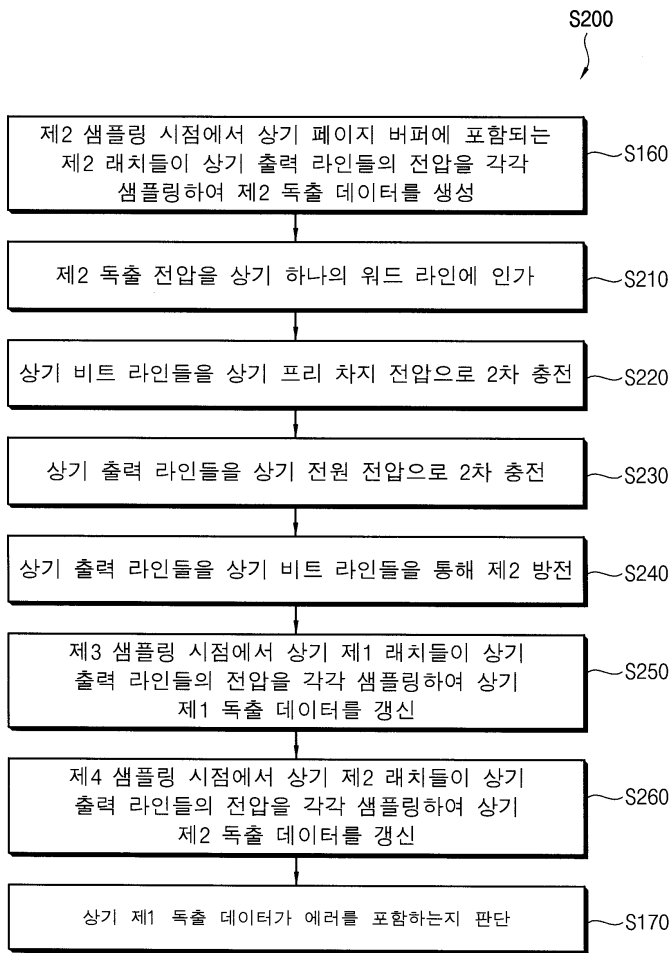 S200
제2 샘플링 시점에서 상기 페이지 버퍼에 포함되는
제2 래치들이 상기 출력 라인들의 전압을 각각
샘플링하여 제2 독출 데이터를 생성
S160
제2 독출 전압을 상기 하나의 워드 라인에 인가
S210
상기 비트 라인들을 상기 프리 차지 전압으로 2차 충전
S220
상기 출력 라인들을 상기 전원 전압으로 2차 충전
S230
상기 출력 라인들을 상기 비트 라인들을 통해 제2 방전
S240
제3 샘플링 시점에서 상기 제1 래치들이 상기
출력 라인들의 전압을 각각 샘플링하여 상기
제1 독출 데이터를 갱신
S250
제4 샘플링 시점에서 상기 제2 래치들이 상기
출력 라인들의 전압을 각각 샘플링하여 상기
제2 독출 데이터를 갱신
S260
상기 제1 독출 데이터가 에러를 포함하는지 판단
S170